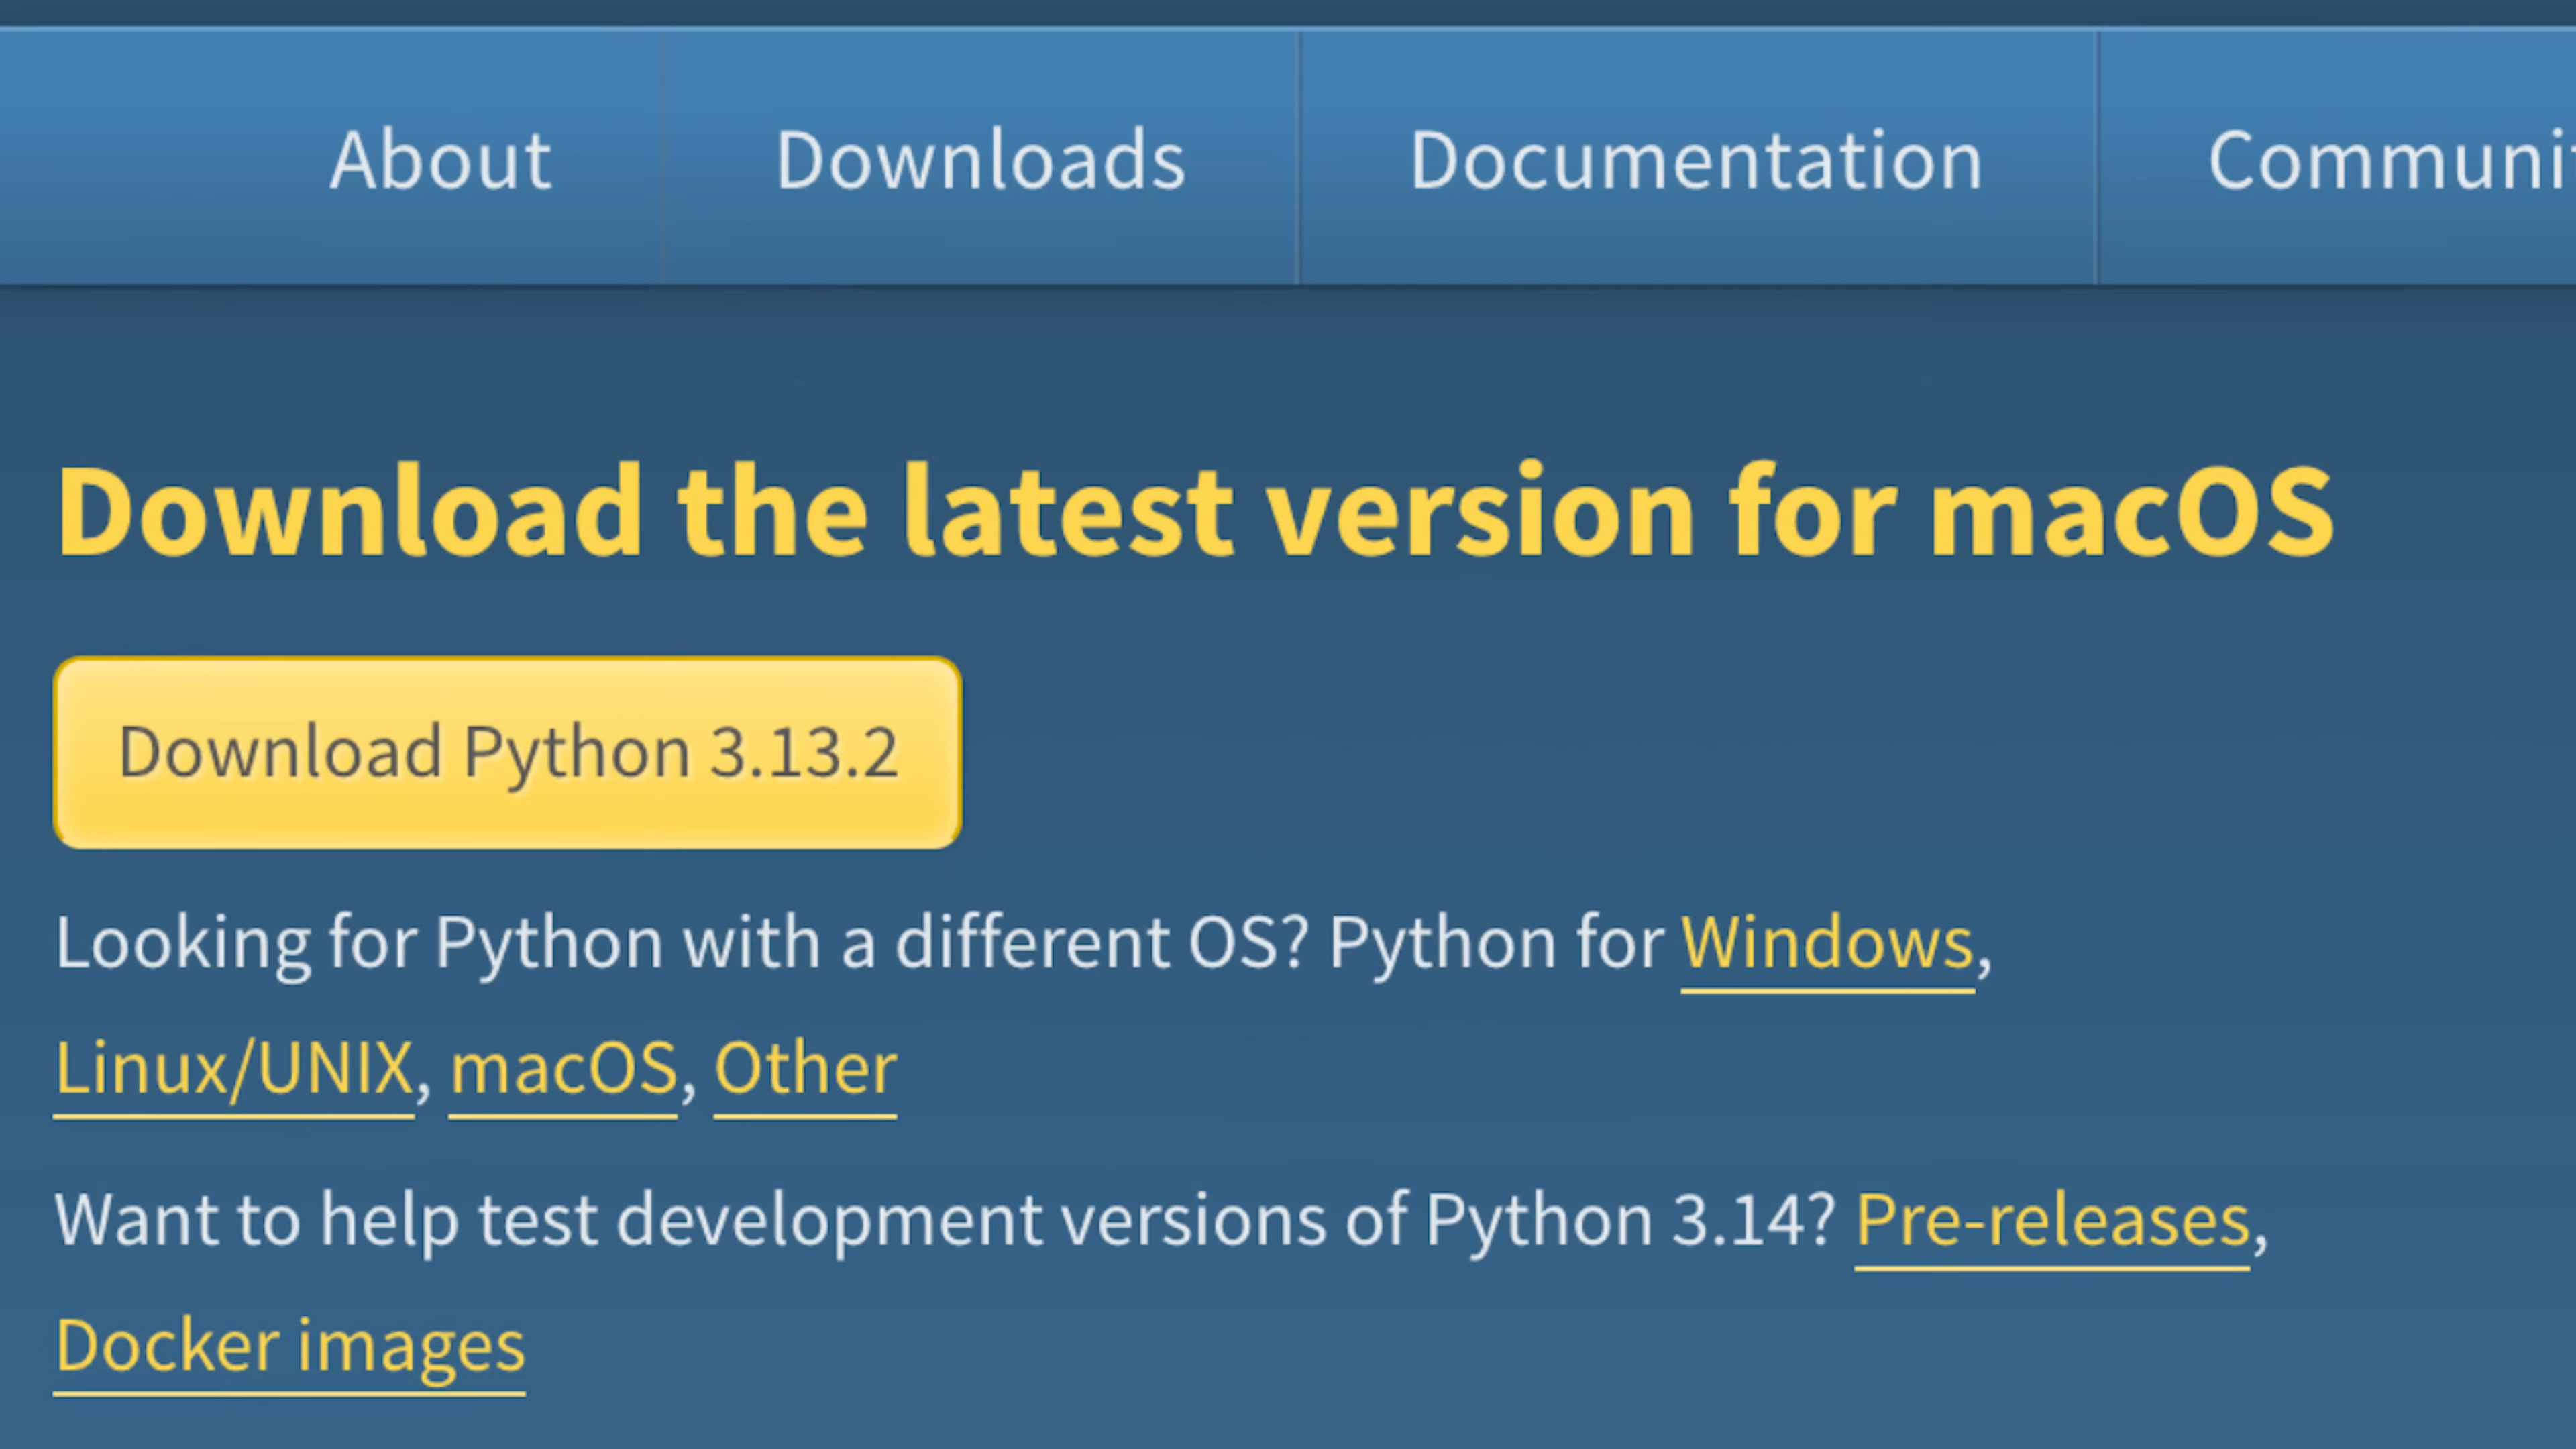 About Downloads Documentation Communi
Download the latest version for macOS
Download Python 3.13.2
Looking for Python with a different OS? Python for Windows,
Linux/UNIX, macOS, Other
Want to help test development versions of Python 3.14? Pre-releases,
Docker images